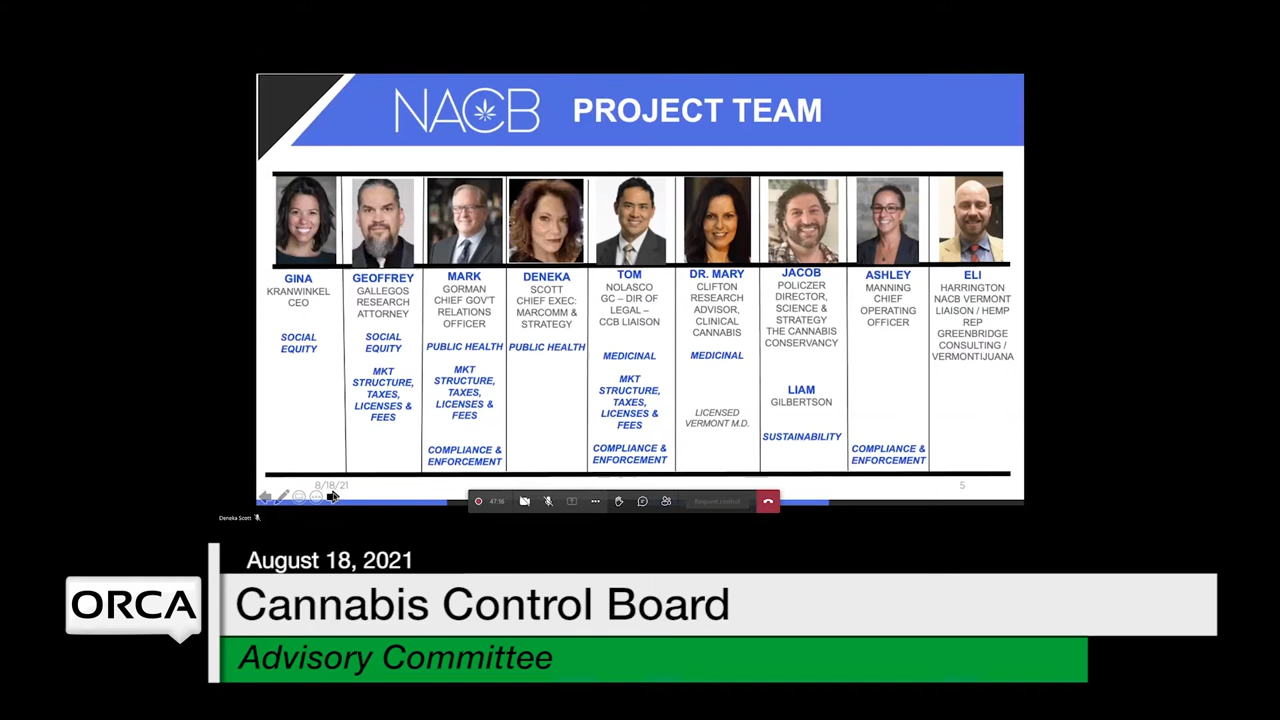 NACB PROJECT TEAM
GINA
KRANWINKEL
CEO
SOCIAL
EQUITY
GEOFFREY
GALLEGOS
RESEARCH
ATTORNEY
SOCIAL
EQUITY
MKT
STRUCTURE,
TAXES,
LICENSES &
FEES
MARK
GORMAN
CHIEF GOV'T
RELATIONS
OFFICER
PUBLIC HEALTH
MKT
STRUCTURE,
TAXES,
LICENSES &
FEES
COMPLIANCE &
ENFORCEMENT
DENEKA
SCOTT
CHIEF EXEC:
MARCOMM &
STRATEGY
PUBLIC HEALTH
TOM
NOLASCO
GC – DIR OF
LEGAL –
CCB LIAISON
MEDICINAL
MKT
STRUCTURE,
TAXES,
LICENSES &
FEES
COMPLIANCE &
ENFORCEMENT
DR. MARY
CLIFTON
RESEARCH
ADVISOR,
CLINICAL
CANNABIS
MEDICINAL
LICENSED
VERMONT M.D.
JACOB
POLICZER
DIRECTOR,
SCIENCE &
STRATEGY
THE CANNABIS
CONSERVANCY
LIAM
GILBERTSON
SUSTAINABILITY
ASHLEY
MANNING
CHIEF
OPERATING
OFFICER
COMPLIANCE &
ENFORCEMENT
ELI
HARRINGTON
NACB VERMONT
LIAISON / HEMP
REP
GREENBRIDGE
CONSULTING /
VERMONTIJUANA
8/18/21
5
47:16
Request control
Deneka Scott
August 18, 2021
ORCA
Cannabis Control Board
Advisory Committee